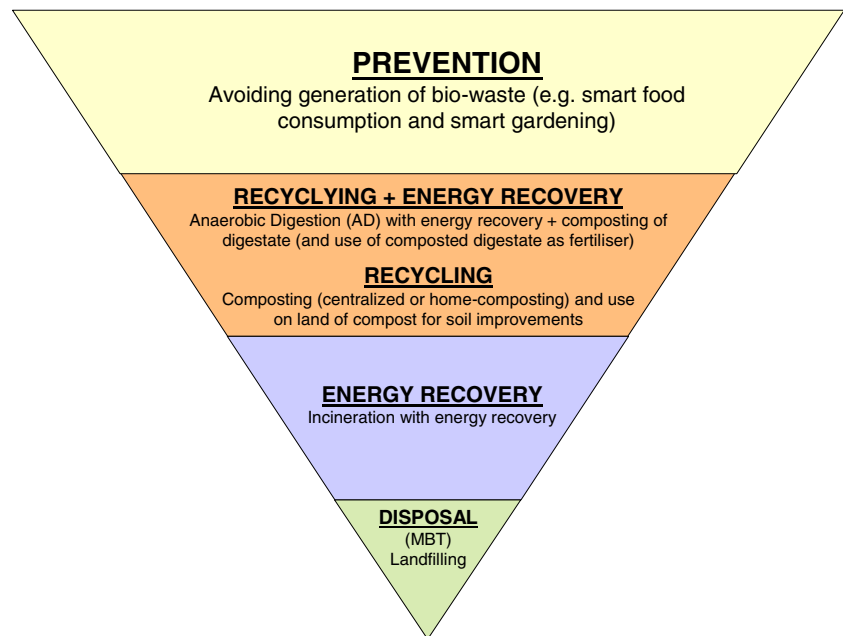 PREVENTION
Avoiding generation of bio-waste (e.g. smart food
consumption and smart gardening)
RECYCLYING + ENERGY RECOVERY
Anaerobic Digestion (AD) with energy recovery + composting of
digestate (and use of composted digestate as fertiliser)
RECYCLING
Composting (centralized or home-composting) and use
on land of compost for soil improvements
ENERGY RECOVERY
Incineration with energy recovery
DISPOSAL
(MBT)
Landfilling